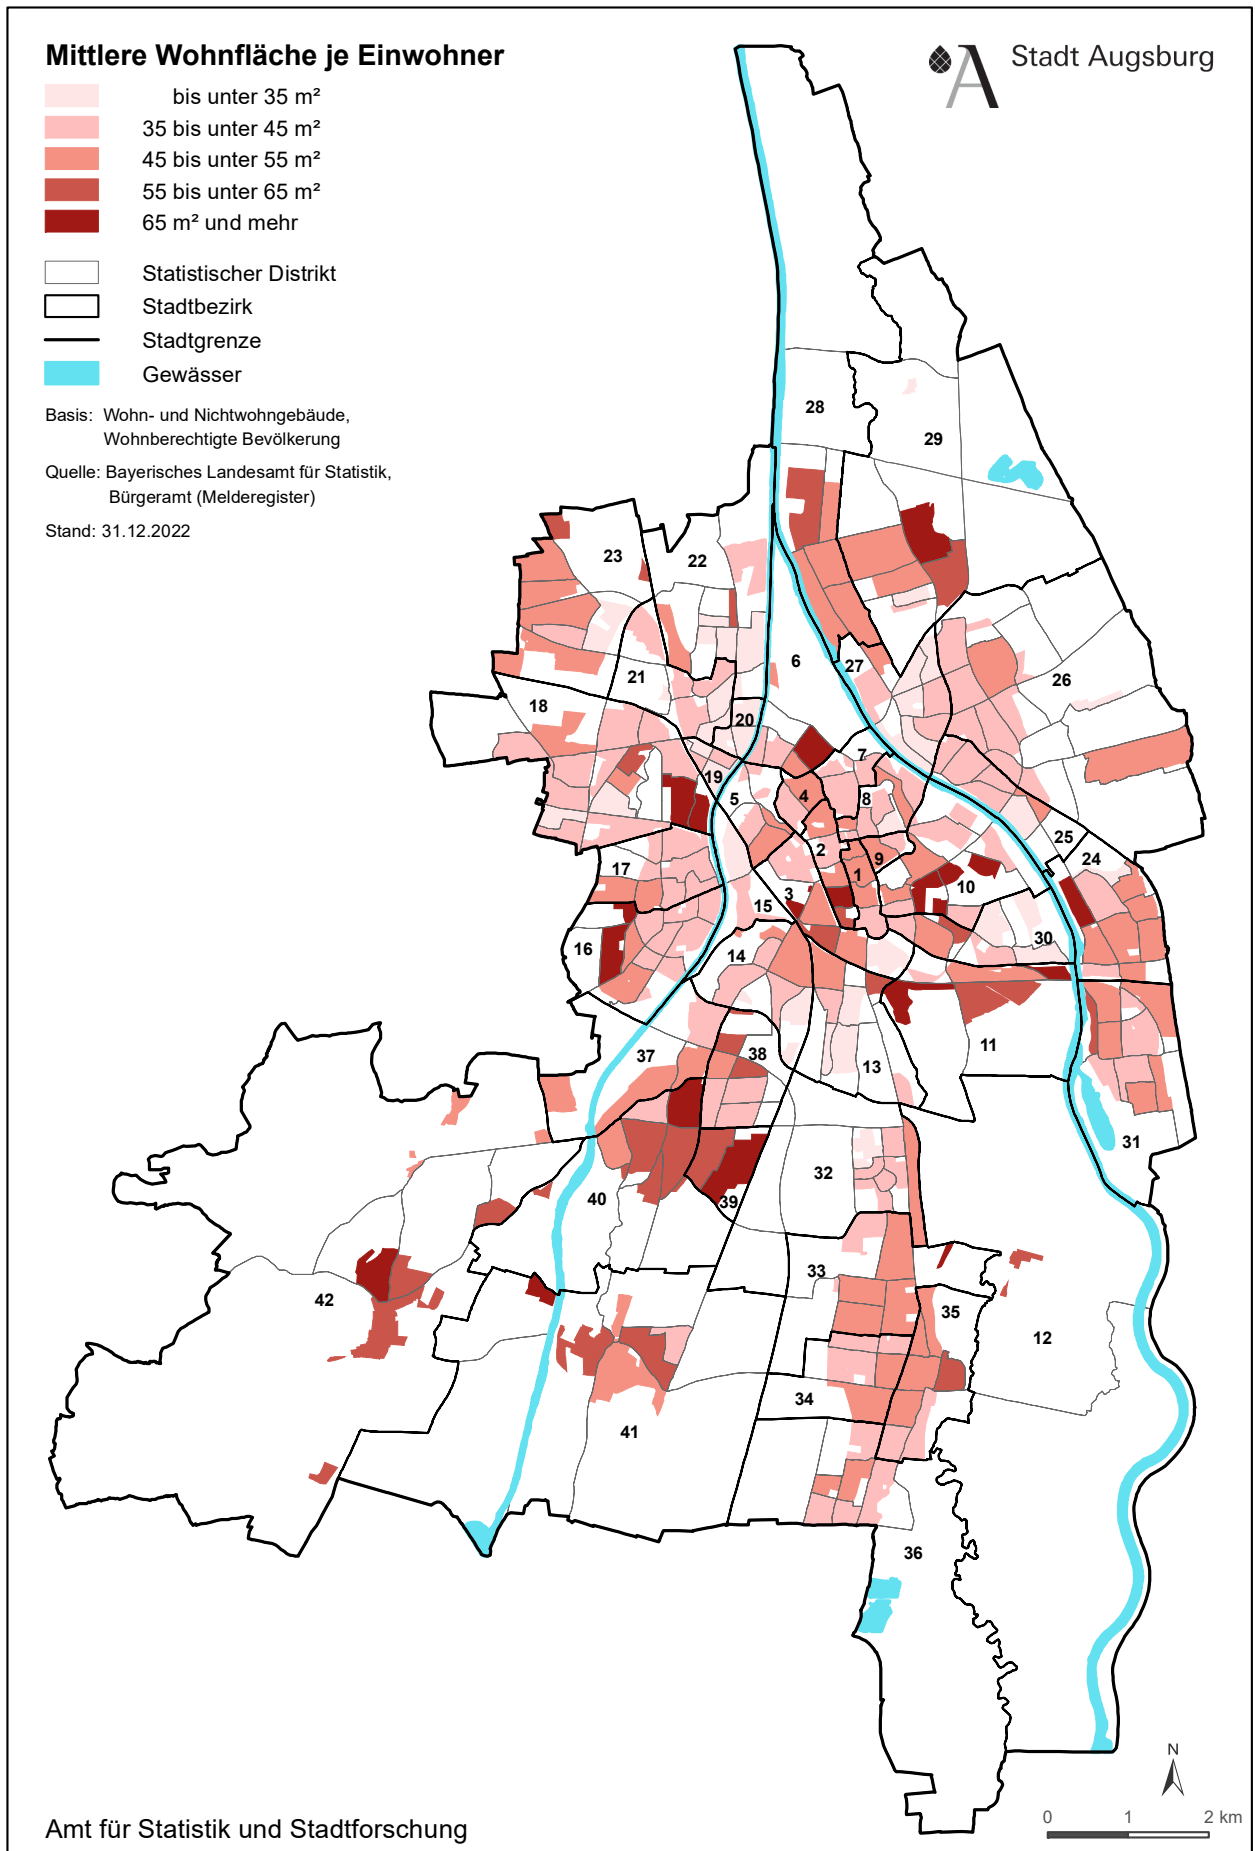 Mittlere Wohnfläche je Einwohner
bis unter 35 m²
35 bis unter 45 m²
45 bis unter 55 m²
55 bis unter 65 m²
65 m² und mehr
Statistischer Distrikt
Stadtbezirk
Stadtgrenze
Gewässer
Basis: Wohn- und Nichtwohngebäude,
Wohnberechtigte Bevölkerung
Quelle: Bayerisches Landesamt für Statistik,
Bürgeramt (Melderegister)
Stand: 31.12.2022
A Stadt Augsburg
28
29
23
22
6
27
21
26
18
20
7
19
5
4
8
25
2
9
24
17
1
10
3
15
16
14
30
37
38
11
13
31
32
40
39
33
42
35
12
34
41
36
N
0 1 2 km
Amt für Statistik und Stadtforschung